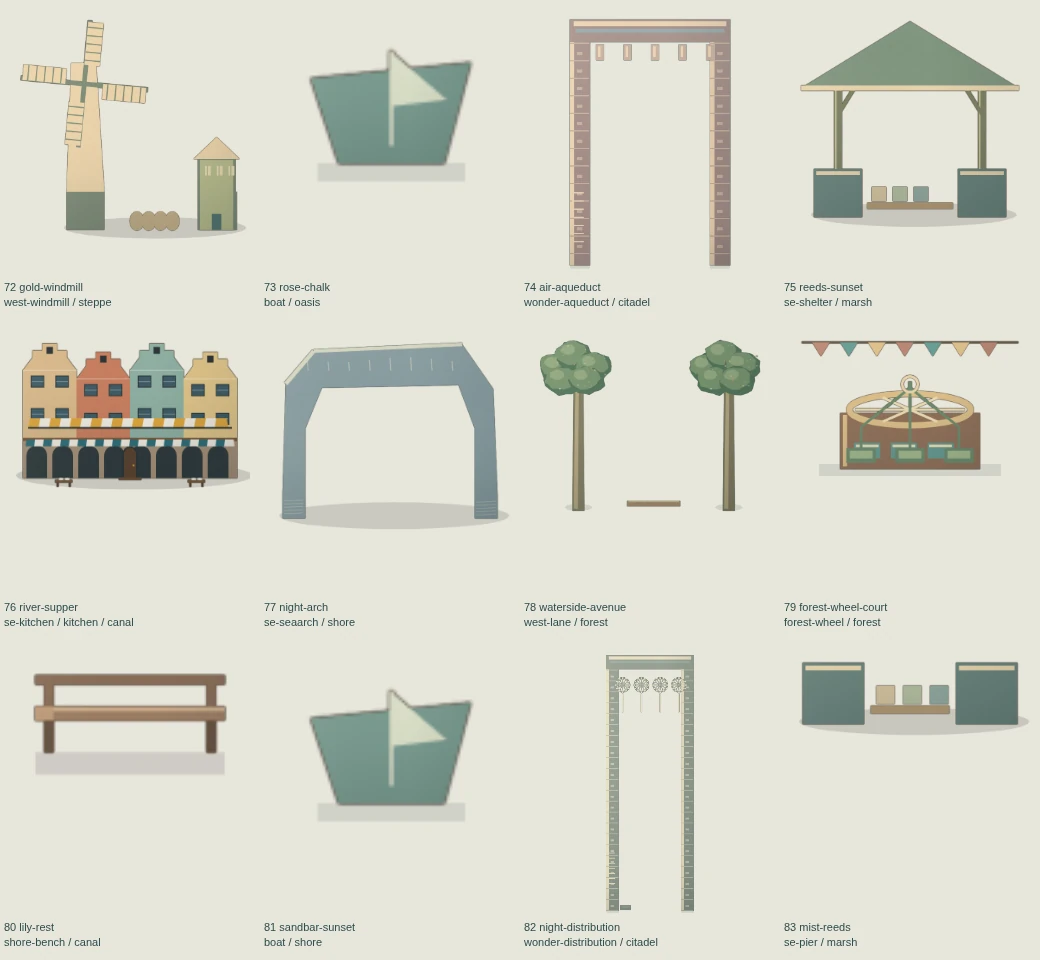 72 gold-windmill
west-windmill / steppe
73 rose-chalk
boat / oasis
74 air-aqueduct
wonder-aqueduct / citadel
75 reeds-sunset
se-shelter / marsh
76 river-supper
se-kitchen / kitchen / canal
77 night-arch
se-seaarch / shore
78 waterside-avenue
west-lane / forest
79 forest-wheel-court
forest-wheel / forest
80 lily-rest
shore-bench / canal
81 sandbar-sunset
boat / shore
82 night-distribution
wonder-distribution / citadel
83 mist-reeds
se-pier / marsh